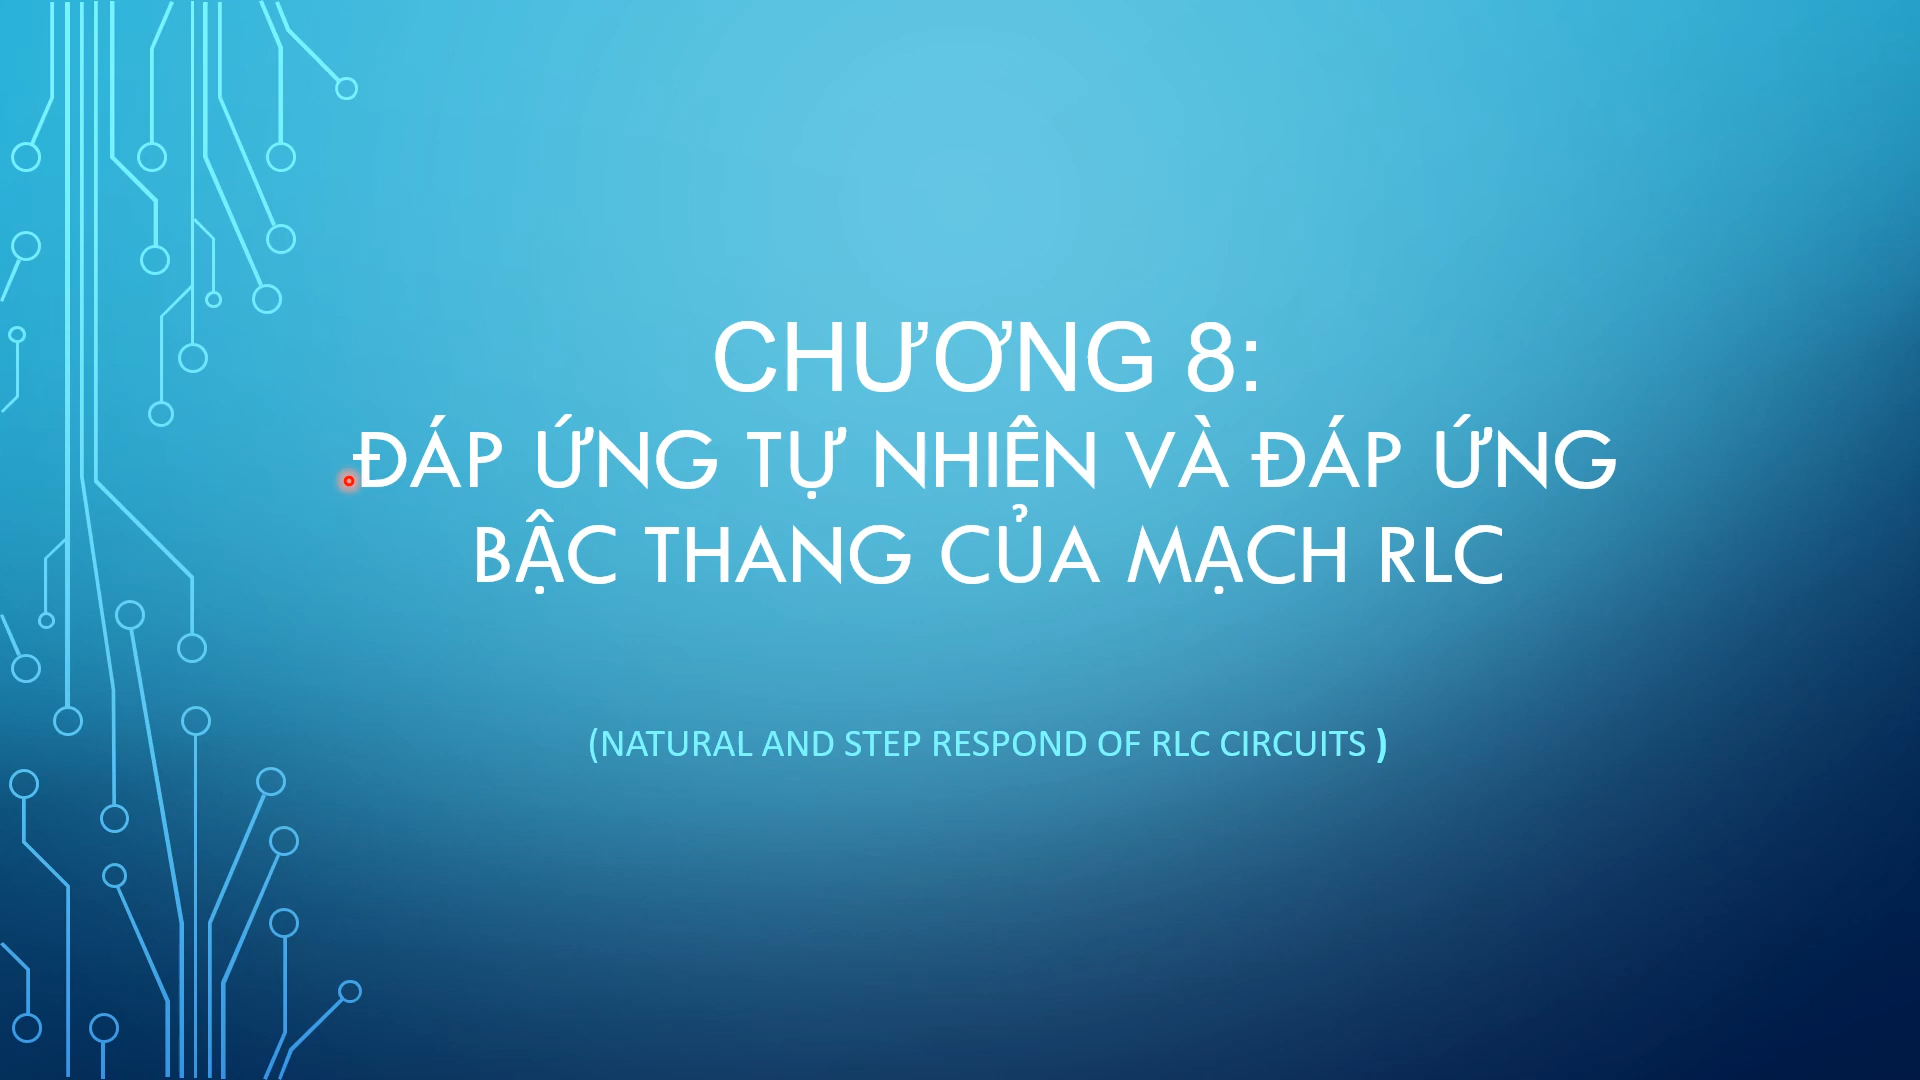 CHƯƠNG 8:
ĐÁP ỨNG TỰ NHIÊN VÀ ĐÁP ỨNG
BẬC THANG CỦA MẠCH RLC
(NATURAL AND STEP RESPOND OF RLC CIRCUITS )